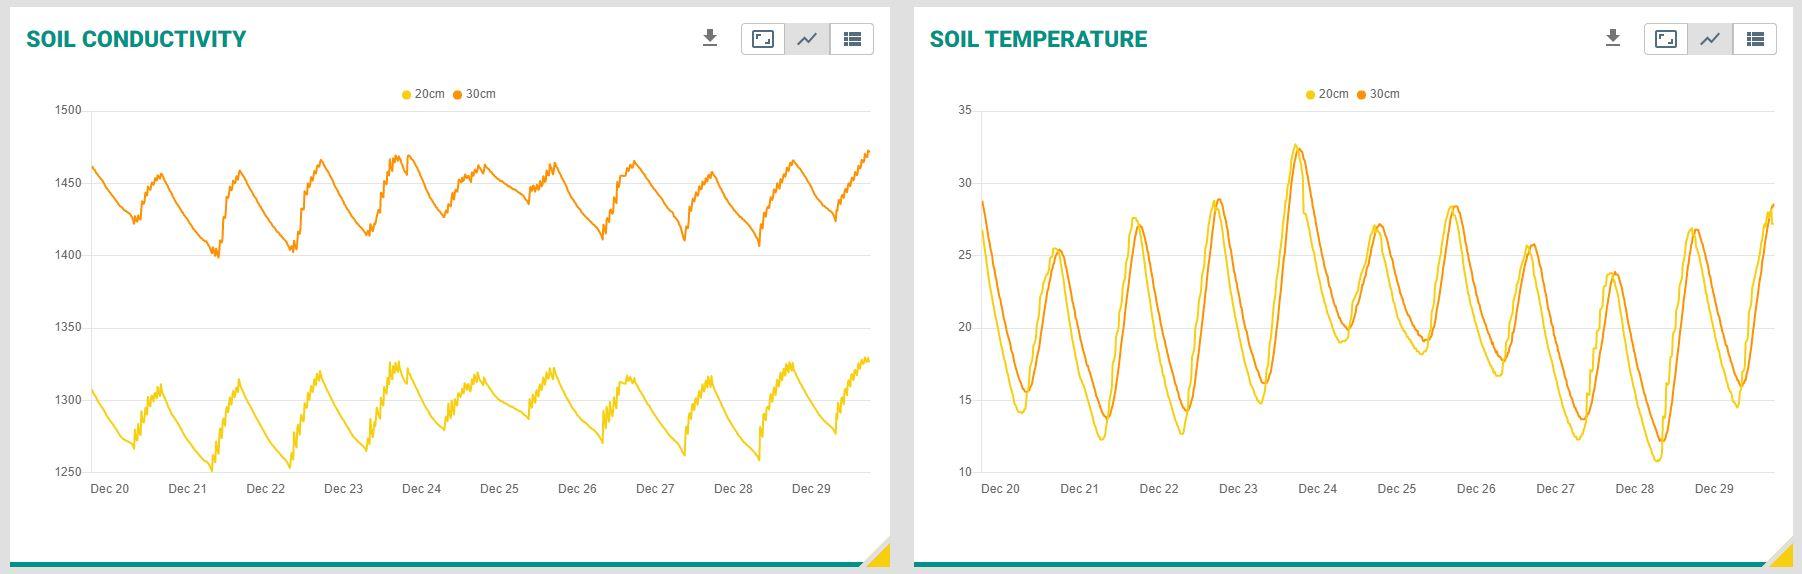 SOIL CONDUCTIVITY
20cm 30cm
1500
1450
1400
1350
1300
1250
Dec 20 Dec 21 Dec 22 Dec 23 Dec 24 Dec 25 Dec 26 Dec 27 Dec 28 Dec 29
SOIL TEMPERATURE
20cm 30cm
35
30
25
20
15
10
Dec 20 Dec 21 Dec 22 Dec 23 Dec 24 Dec 25 Dec 26 Dec 27 Dec 28 Dec 29